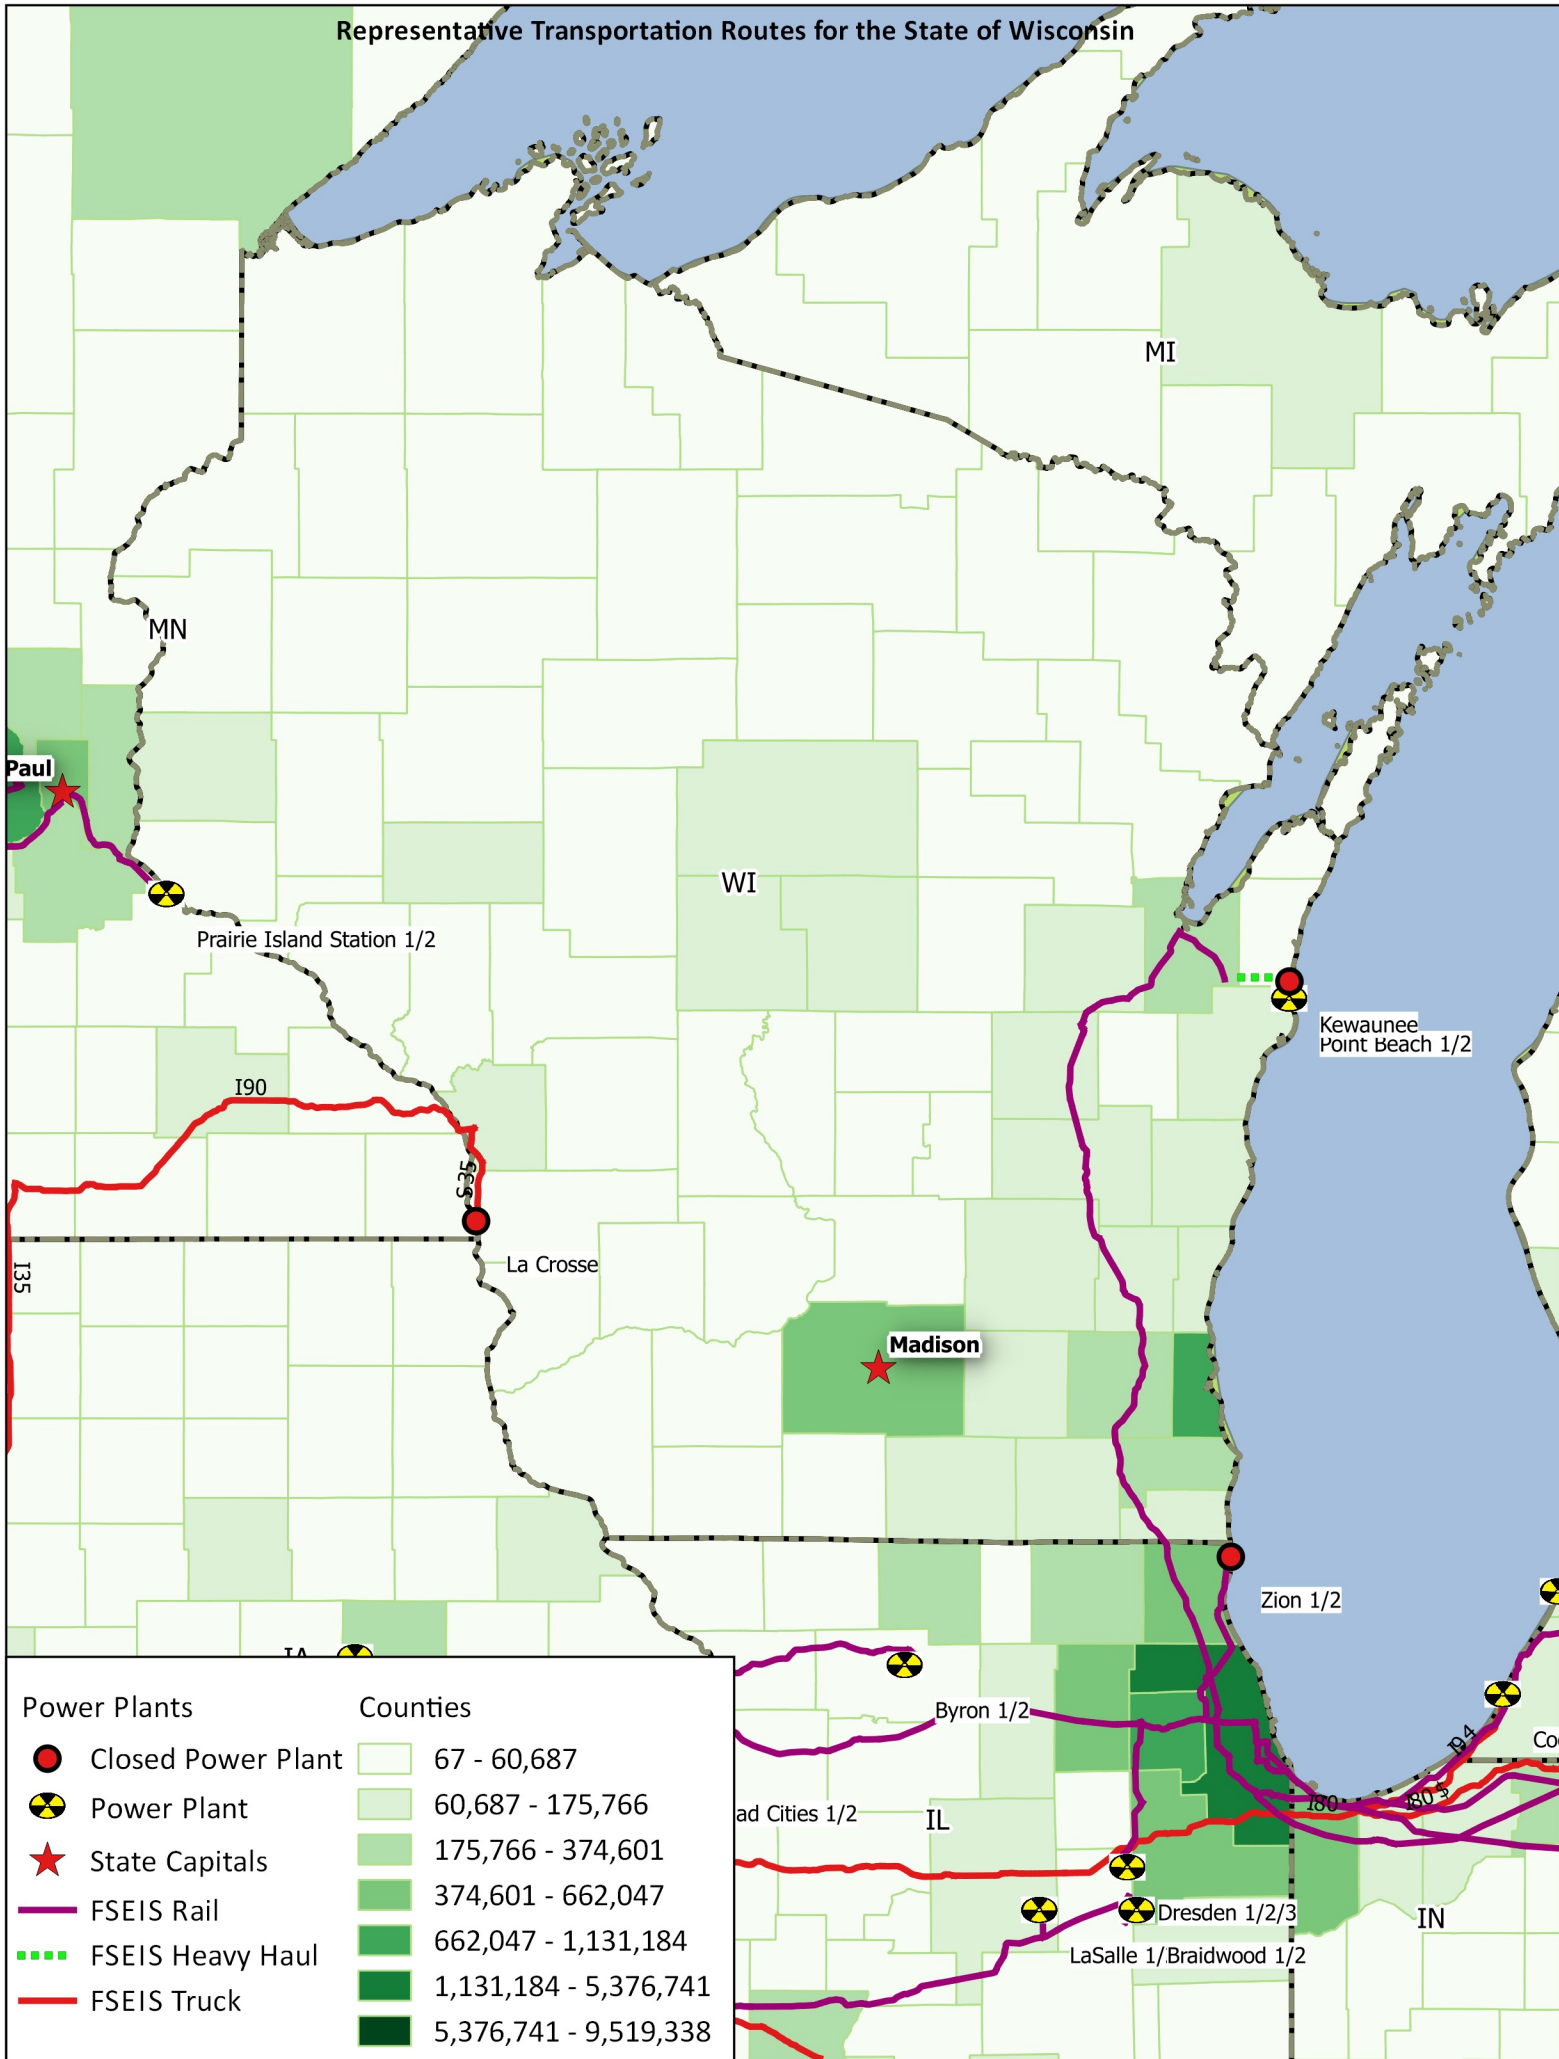 Representative Transportation Routes for the State of Wisconsin
MI
MN
Paul
WI
Prairie Island Station 1/2
Kewaunee
Point Beach 1/2
I90
S35
La Crosse
I35
Madison
Zion 1/2
IA
Byron 1/2
I94
Coo
I80
I80 $
ad Cities 1/2
IL
Dresden 1/2/3
IN
LaSalle 1/
Braidwood 1/2
Power Plants
Closed Power Plant
Power Plant
State Capitals
FSEIS Rail
FSEIS Heavy Haul
FSEIS Truck
Counties
67 - 60,687
60,687 - 175,766
175,766 - 374,601
374,601 - 662,047
662,047 - 1,131,184
1,131,184 - 5,376,741
5,376,741 - 9,519,338